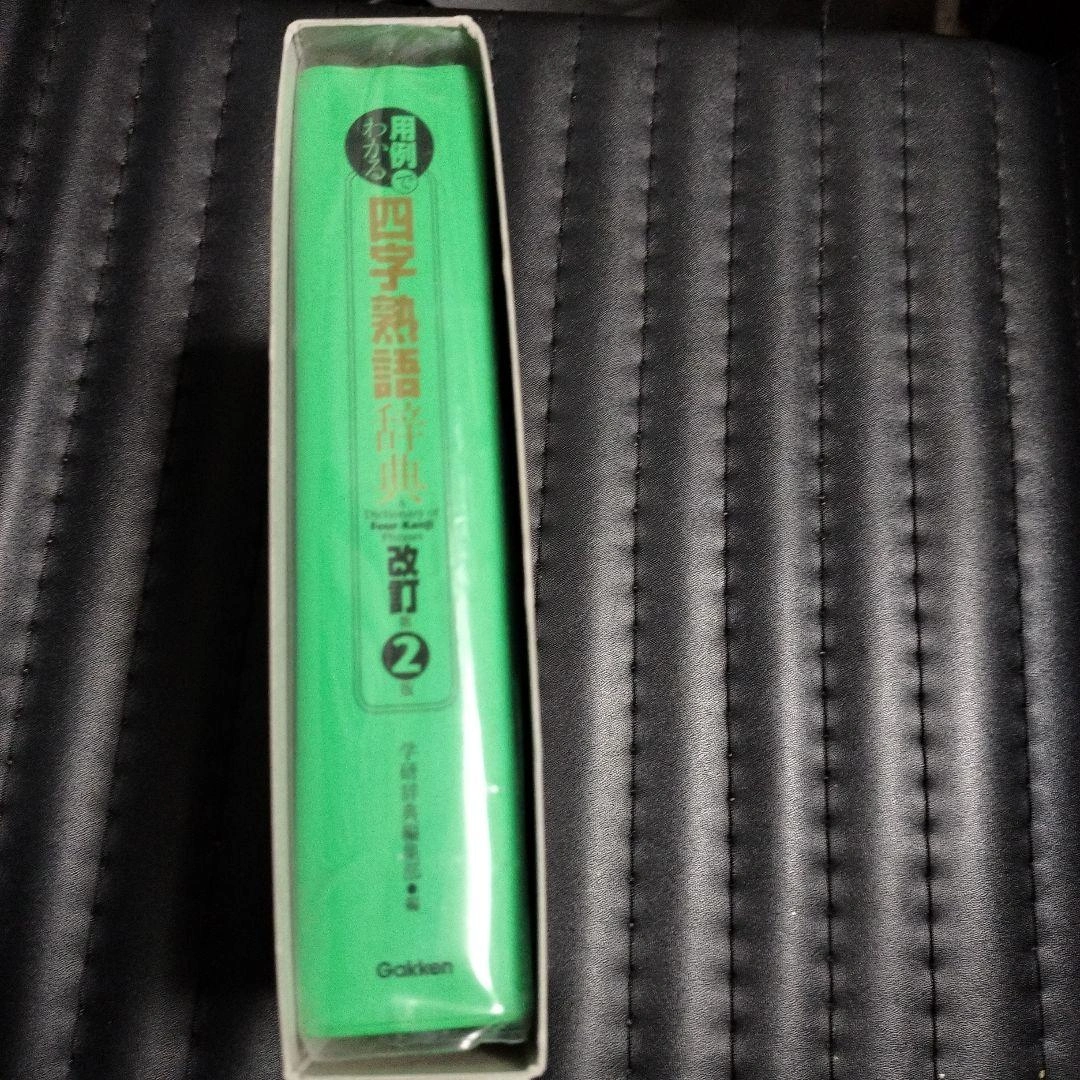 用例で
わかる
四字熟語
辞典
A
Dictionary of
Four-Kanji
Phrases
改訂第
2
版
学研辞典編集部●編
Gakken